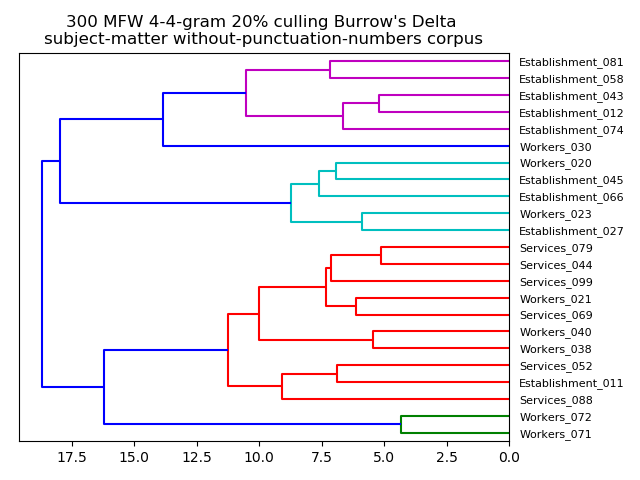 300 MFW 4-4-gram 20% culling Burrow's Delta
subject-matter without-punctuation-numbers corpus
Establishment_081
Establishment_058
Establishment_043
Establishment_012
Establishment_074
Workers_030
Workers_020
Establishment_045
Establishment_066
Workers_023
Establishment_027
Services_079
Services_044
Services_099
Workers_021
Services_069
Workers_040
Workers_038
Services_052
Establishment_011
Services_088
Workers_072
Workers_071
17.5 15.0 12.5 10.0 7.5 5.0 2.5 0.0